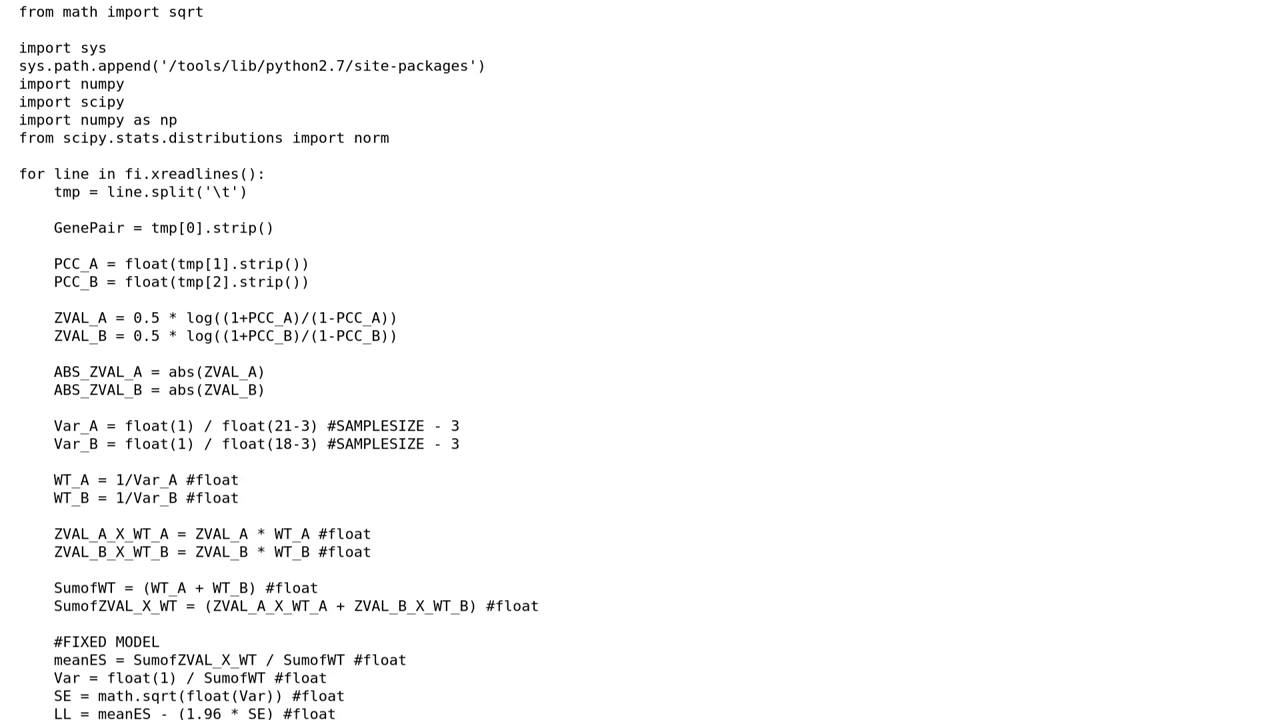 from math import sqrt
import sys
sys.path.append('/tools/lib/python2.7/site-packages')
import numpy
import scipy
import numpy as np
from scipy.stats.distributions import norm
for line in fi.xreadlines():
    tmp = line.split('\t')
    GenePair = tmp[0].strip()
    PCC_A = float(tmp[1].strip())
    PCC_B = float(tmp[2].strip())
    ZVAL_A = 0.5 * log((1+PCC_A)/(1-PCC_A))
    ZVAL_B = 0.5 * log((1+PCC_B)/(1-PCC_B))
    ABS_ZVAL_A = abs(ZVAL_A)
    ABS_ZVAL_B = abs(ZVAL_B)
    Var_A = float(1) / float(21-3) #SAMPLESIZE - 3
    Var_B = float(1) / float(18-3) #SAMPLESIZE - 3
    WT_A = 1/Var_A #float
    WT_B = 1/Var_B #float
    ZVAL_A_X_WT_A = ZVAL_A * WT_A #float
    ZVAL_B_X_WT_B = ZVAL_B * WT_B #float
    SumofWT = (WT_A + WT_B) #float
    SumofZVAL_X_WT = (ZVAL_A_X_WT_A + ZVAL_B_X_WT_B) #float
    #FIXED MODEL
    meanES = SumofZVAL_X_WT / SumofWT #float
    Var = float(1) / SumofWT #float
    SE = math.sqrt(float(Var)) #float
    LL = meanES - (1.96 * SE) #float